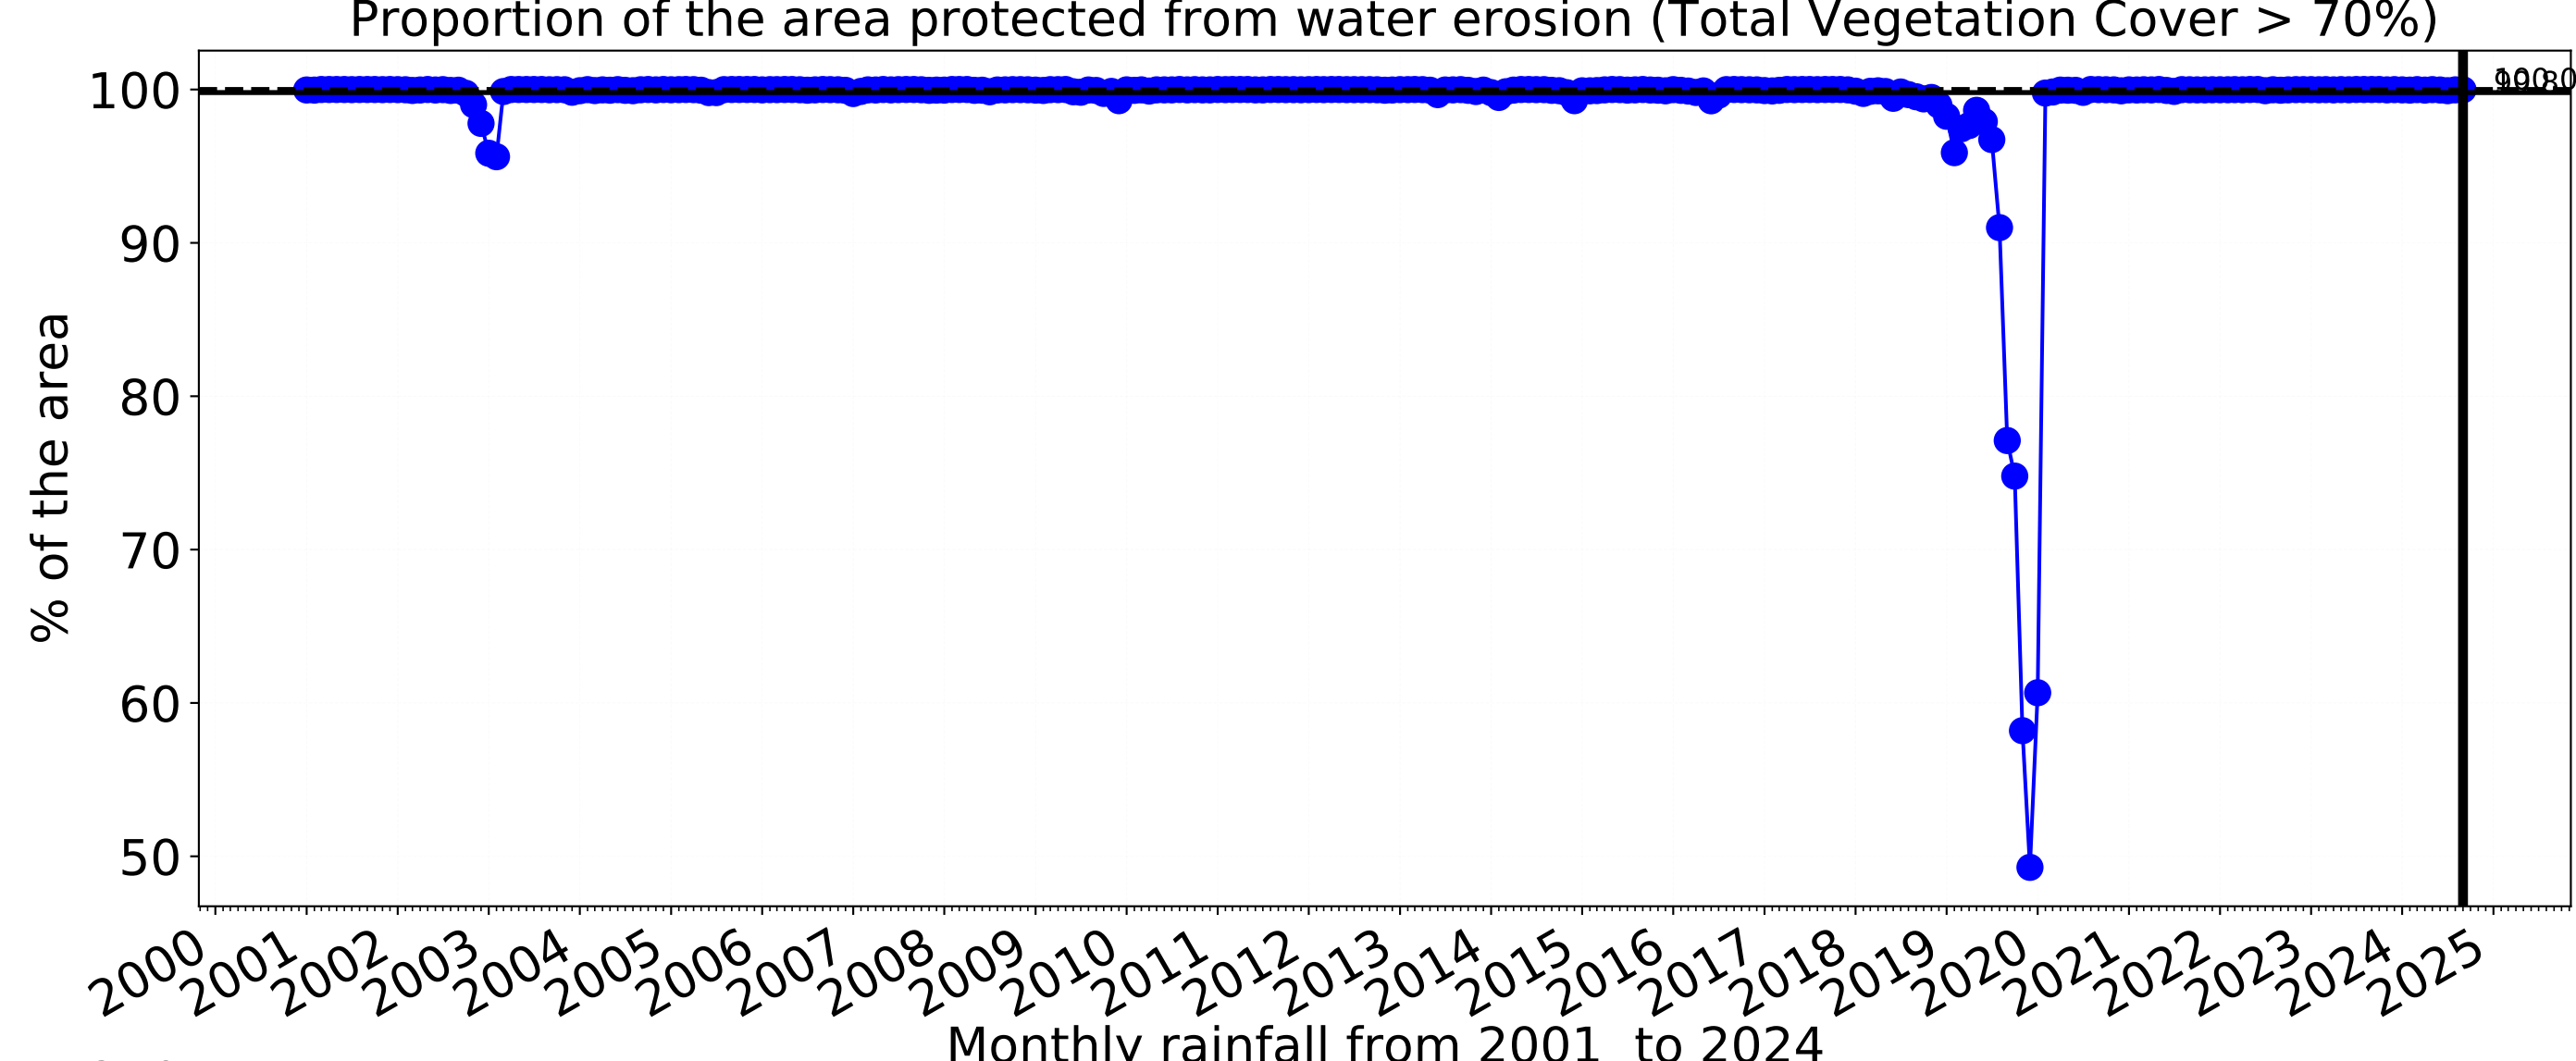 Proportion of the area protected from water erosion (Total Vegetation Cover > 70%)
100
90
80
70
60
50
% of the area
2000 2001 2002 2003 2004 2005 2006 2007 2008 2009 2010 2011 2012 2013 2014 2015 2016 2017 2018 2019 2020 2021 2022 2023 2024 2025
Monthly rainfall from 2001 to 2024